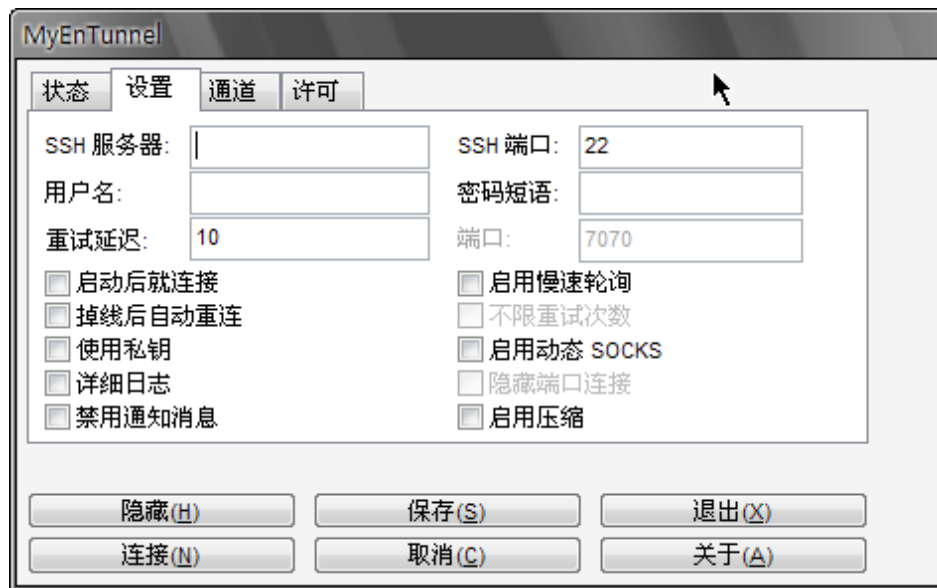 MyEnTunnel
状态 设置 通道 许可
SSH 服务器: SSH 端口: 22
用户名: 密码短语:
重试延迟: 10 端口: 7070
启动后就连接 启用慢速轮询
掉线后自动重连 不限重试次数
使用私钥 启用动态 SOCKS
详细日志 隐藏端口连接
禁用通知消息 启用压缩
隐藏(H) 保存(S) 退出(X)
连接(N) 取消(C) 关于(A)